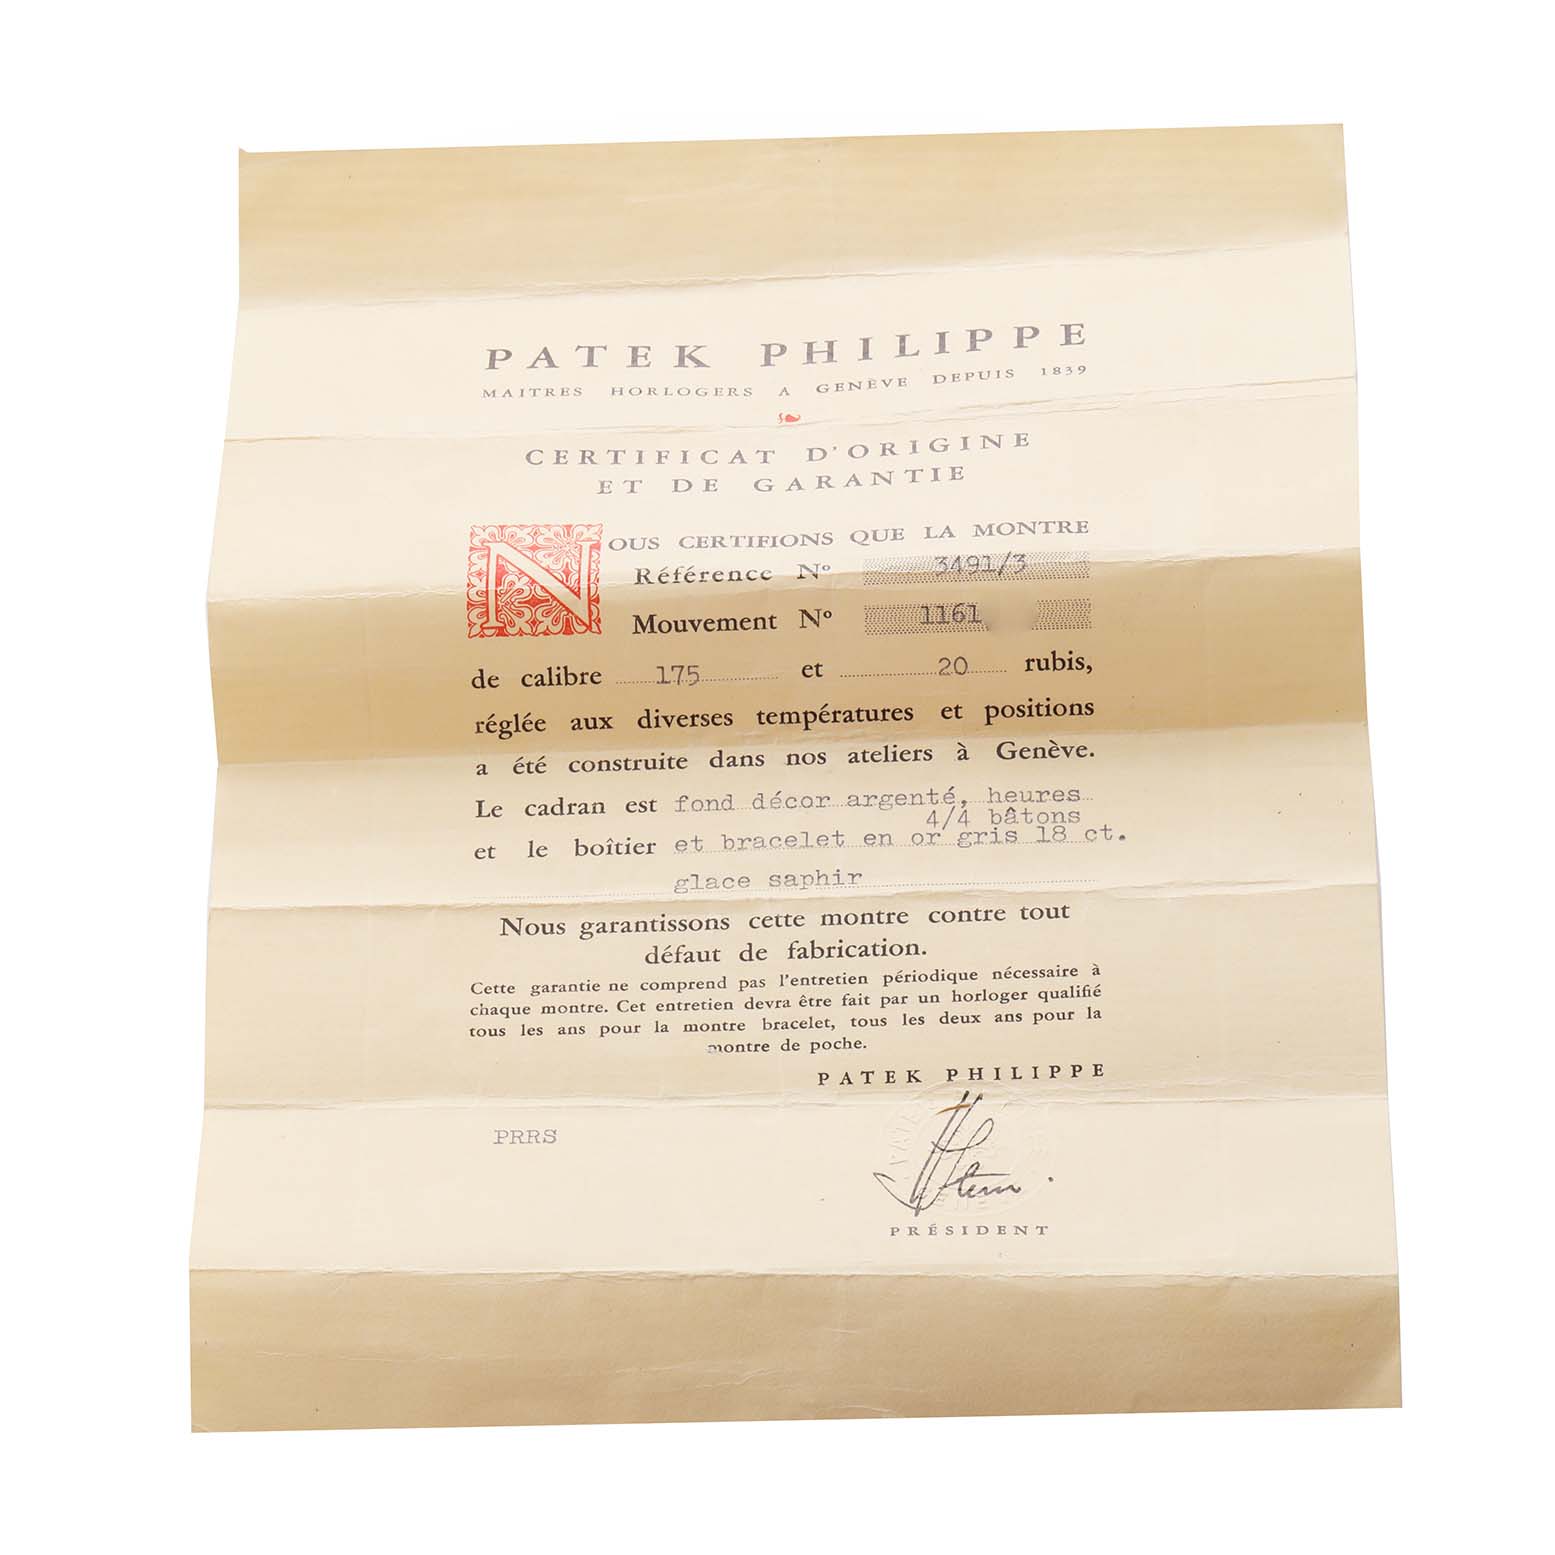 PATEK PHILIPPE
MAITRES HORLOGERS A GENÈVE DEPUIS 1839
CERTIFICAT D'ORIGINE
ET DE GARANTIE
NOUS CERTIFIONS QUE LA MONTRE
Référence Nº 3491/3
Mouvement Nº 1161
de calibre 175 et 20 rubis,
réglée aux diverses températures et positions
a été construite dans nos ateliers à Genève.
Le cadran est fond décor argenté, heures
4/4 bâtons
et le boîtier et bracelet en or gris 18 ct.
glace saphir
Nous garantissons cette montre contre tout
défaut de fabrication.
Cette garantie ne comprend pas l'entretien périodique nécessaire à
chaque montre. Cet entretien devra être fait par un horloger qualifié
tous les ans pour la montre bracelet, tous les deux ans pour la
montre de poche.
PATEK PHILIPPE
PRRS
PRÉSIDENT